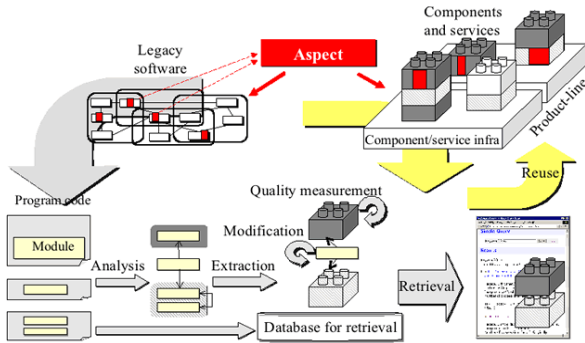 Components
and services
Legacy
software
Aspect
Product-line
Component/service infra
Reuse
Program code
Quality measurement
Module
Modification
Analysis
Extraction
Retrieval
Database for retrieval